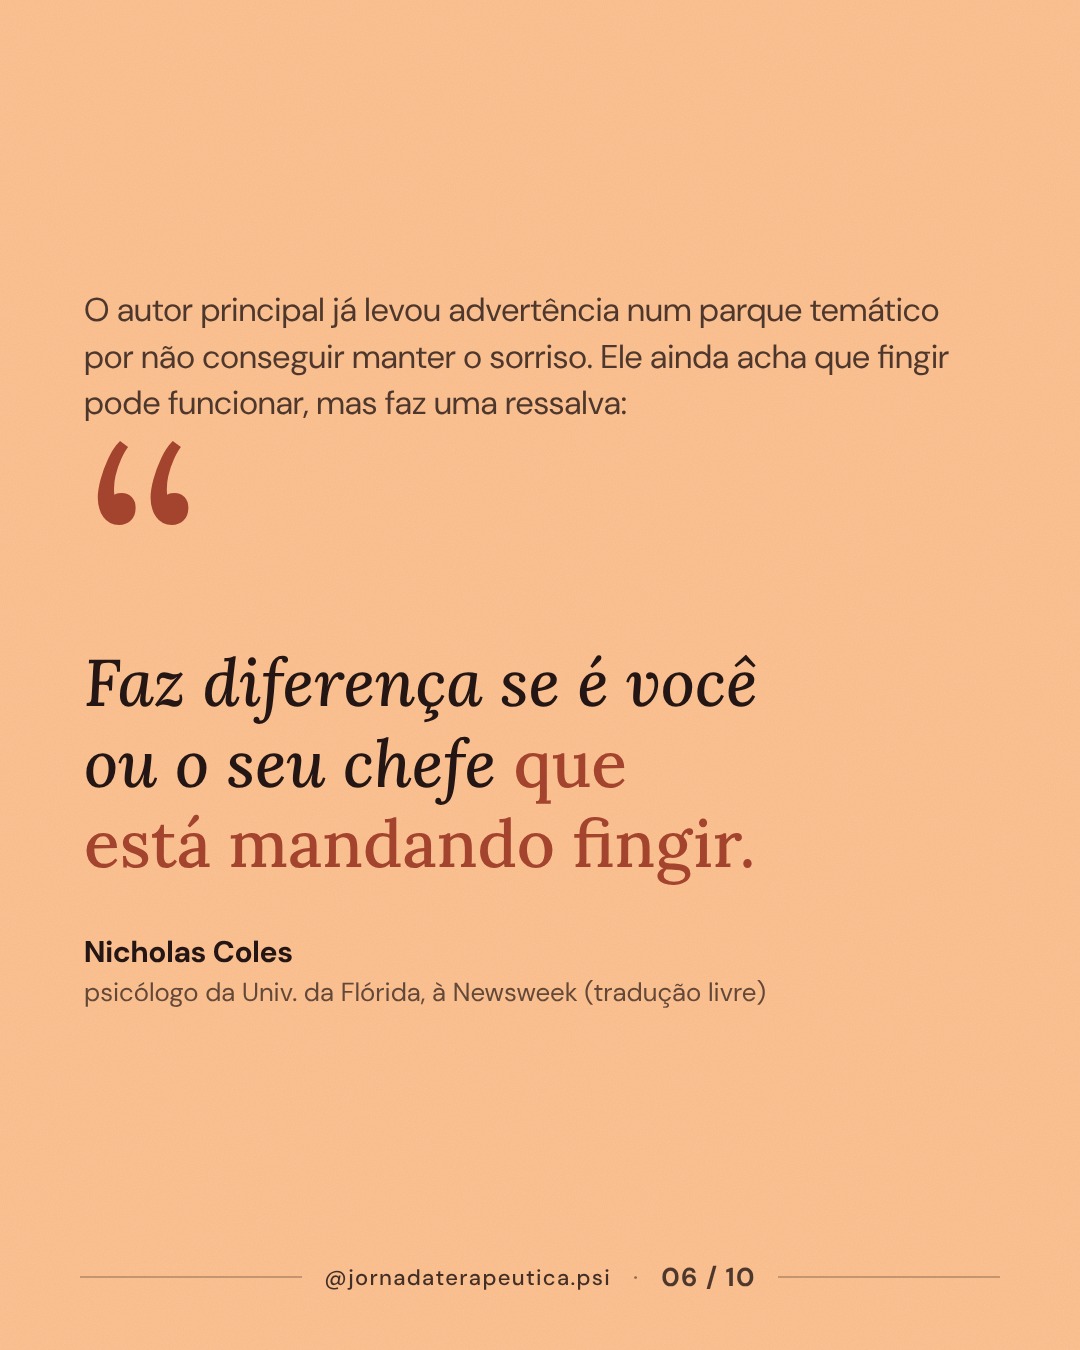 O autor principal já levou advertência num parque temático
por não conseguir manter o sorriso. Ele ainda acha que fingir
pode funcionar, mas faz uma ressalva:
“
Faz diferença se é você
ou o seu chefe que
está mandando fingir.
Nicholas Coles
psicólogo da Univ. da Flórida, à Newsweek (tradução livre)
@jornadaterapeutica.psi · 06 / 10